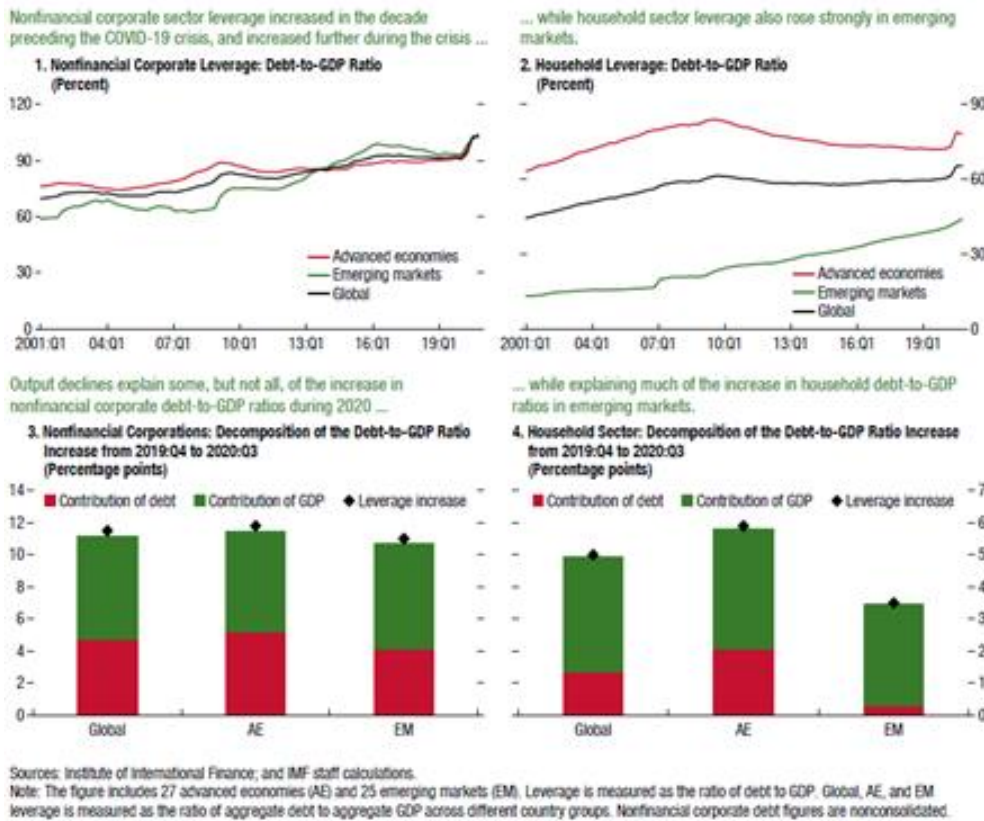 Nonfinancial corporate sector leverage increased in the decade
preceding the COVID-19 crisis, and increased further during the crisis ...
1. Nonfinancial Corporate Leverage: Debt-to-GDP Ratio
(Percent)
120
90
60
30
0
Advanced economies
Emerging markets
Global
2001:Q1 04:Q1 07:Q1 10:Q1 13:Q1 16:Q1 19:Q1
... while household sector leverage also rose strongly in emerging
markets.
2. Household Leverage: Debt-to-GDP Ratio
(Percent)
90
60
30
0
Advanced economies
Emerging markets
Global
2001:Q1 04:Q1 07:Q1 10:Q1 13:Q1 16:Q1 19:Q1
Output declines explain some, but not all, of the increase in
nonfinancial corporate debt-to-GDP ratios during 2020 ...
3. Nonfinancial Corporations: Decomposition of the Debt-to-GDP Ratio
Increase from 2019:Q4 to 2020:Q3
(Percentage points)
14
Contribution of debt Contribution of GDP Leverage increase
12
10
8
6
4
2
0
Global AE EM
... while explaining much of the increase in household debt-to-GDP
ratios in emerging markets.
4. Household Sector: Decomposition of the Debt-to-GDP Ratio Increase
from 2019:Q4 to 2020:Q3
(Percentage points)
7
Contribution of debt Contribution of GDP Leverage increase
6
5
4
3
2
1
0
Global AE EM
Sources: Institute of International Finance; and IMF staff calculations.
Note: The figure includes 27 advanced economies (AE) and 25 emerging markets (EM). Leverage is measured as the ratio of debt to GDP. Global, AE, and EM
leverage is measured as the ratio of aggregate debt to aggregate GDP across different country groups. Nonfinancial corporate debt figures are nonconsolidated.